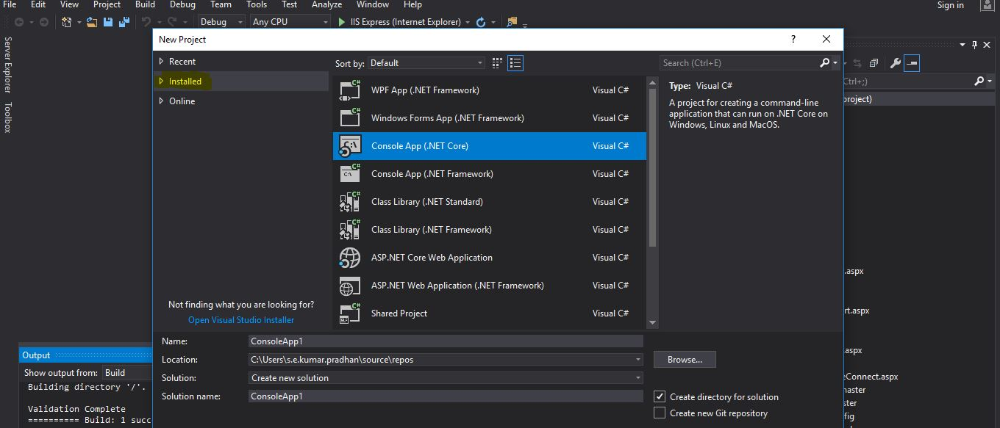 File Edit View Project Build Debug Team Tools Test Analyze Window Help Sign in
Debug Any CPU IIS Express (Internet Explorer)
Server Explorer
Toolbox
New Project ?
Recent
Installed
Online
Not finding what you are looking for?
Open Visual Studio Installer
Sort by: Default
Search (Ctrl+E)
WPF App (.NET Framework) Visual C#
Windows Forms App (.NET Framework) Visual C#
Console App (.NET Core) Visual C#
Console App (.NET Framework) Visual C#
Class Library (.NET Standard) Visual C#
Class Library (.NET Framework) Visual C#
ASP.NET Core Web Application Visual C#
ASP.NET Web Application (.NET Framework) Visual C#
Shared Project Visual C#
Type: Visual C#
A project for creating a command-line
application that can run on .NET Core on
Windows, Linux and MacOS.
Name: ConsoleApp1
Location: C:\Users\s.e.kumar.pradhan\source\repos Browse...
Solution: Create new solution
Solution name: ConsoleApp1
Create directory for solution
Create new Git repository
Output
Show output from: Build
Building directory '/'.
Validation Complete
========== Build: 1 succ
Ctrl+;)
project)
.aspx
rt.aspx
.aspx
eConnect.aspx
master
ster
fig